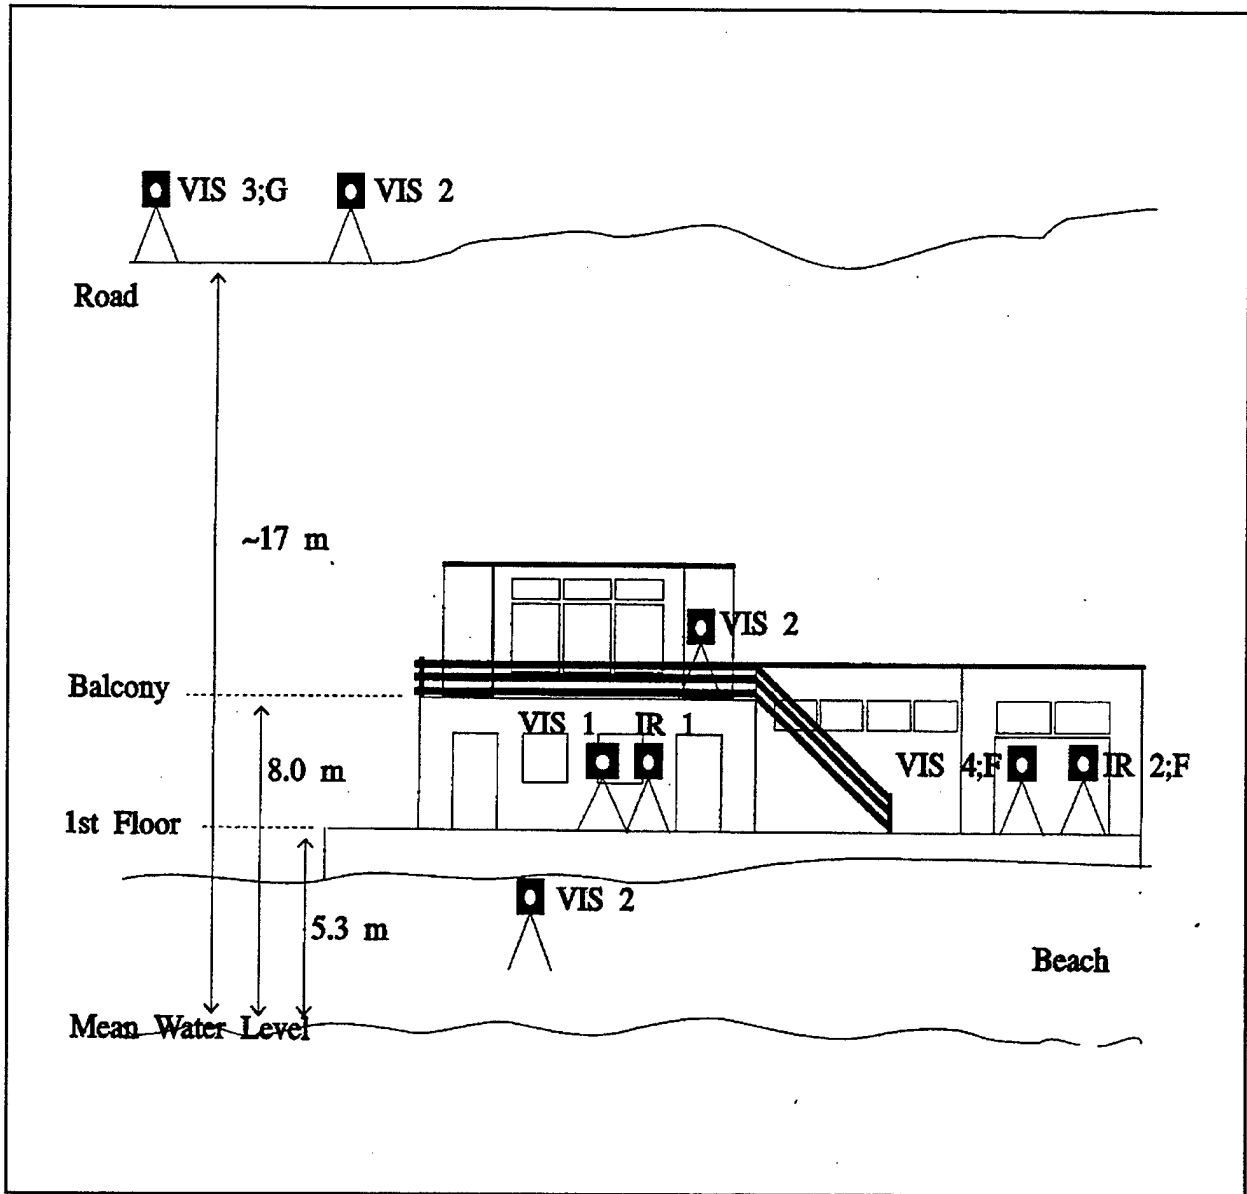 VIS 3;G
VIS 2
Road
~17 m
VIS 2
Balcony
VIS 1
IR 1
8.0 m
VIS 4;F
IR 2;F
1st Floor
VIS 2
5.3 m
Beach
Mean Water Level